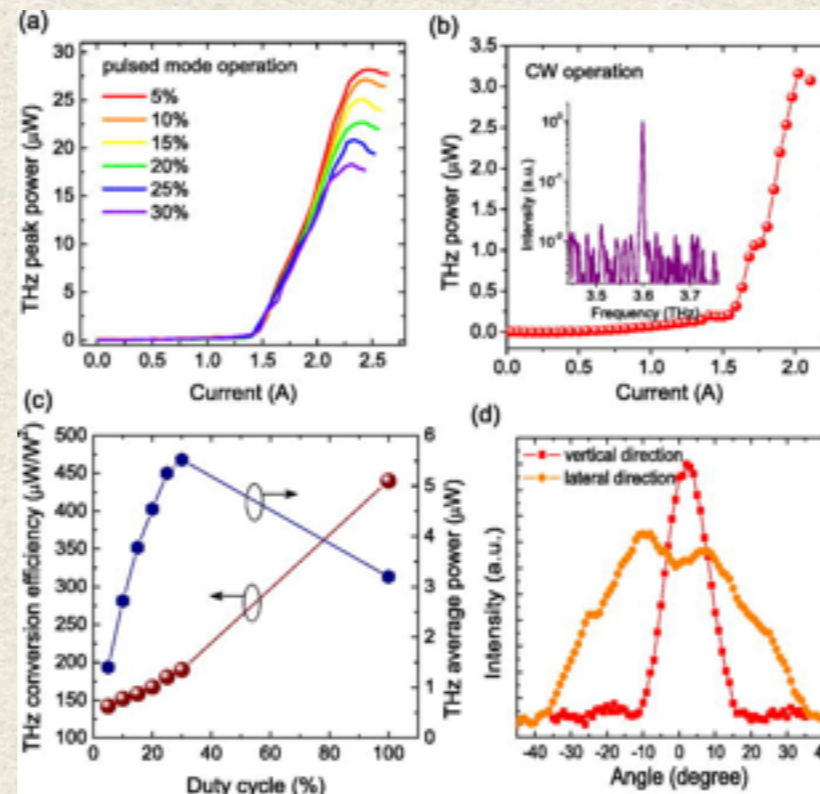 (a)
30
25
20
15
10
5
0
THz peak power (µW)
pulsed mode operation
5%
10%
15%
20%
25%
30%
0.0 0.5 1.0 1.5 2.0 2.5
Current (A)
(b)
3.5
3.0
2.5
2.0
1.5
1.0
0.5
0.0
THz power (µW)
CW operation
Intensity (a.u.)
3.5 3.6 3.7
Frequency (THz)
0.0 0.5 1.0 1.5 2.0
Current (A)
(c)
500
450
400
350
300
250
200
150
100
THz conversion efficiency (µW/W²)
6
5
4
3
2
1
0
THz average power (µW)
0 20 40 60 80 100
Duty cycle (%)
(d)
vertical direction
lateral direction
Intensity (a.u.)
-40 -30 -20 -10 0 10 20 30
Angle (degree)